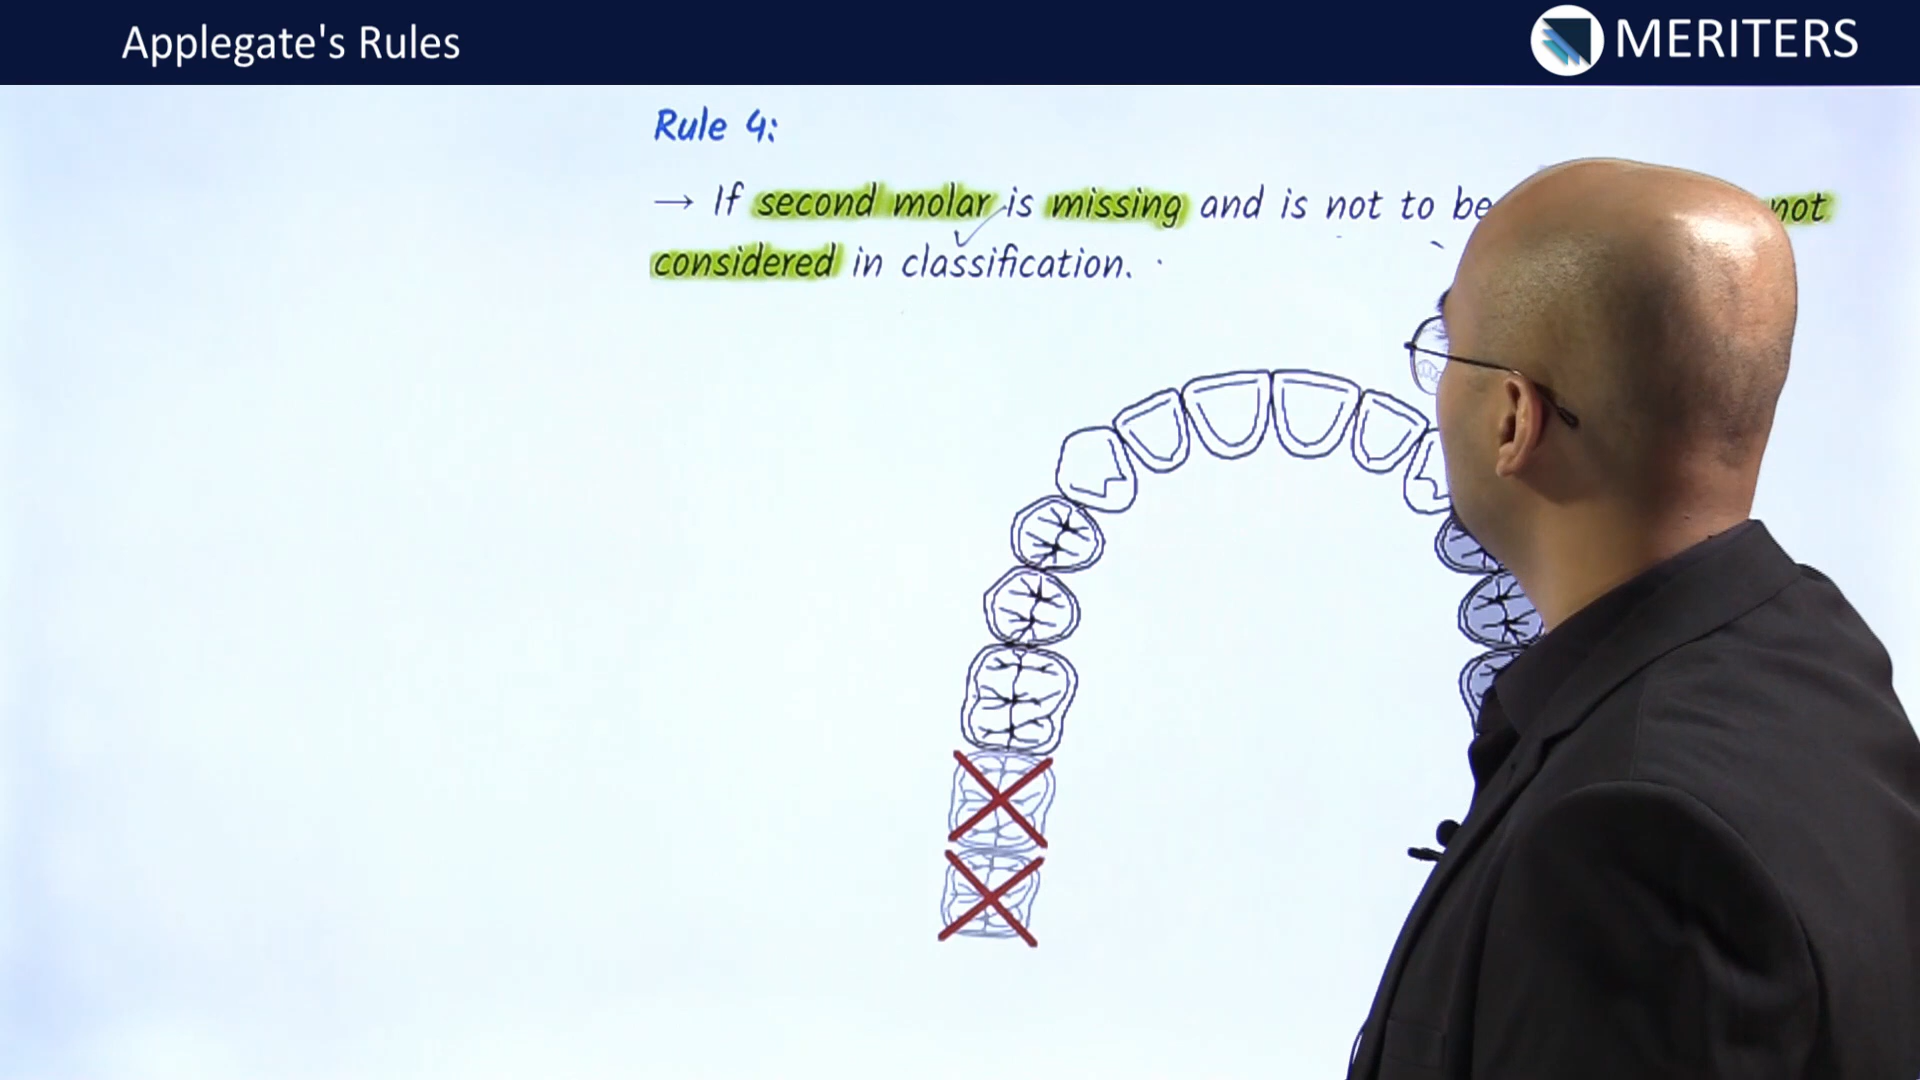 Applegate's Rules
MERITERS
Rule 4:
→ If second molar is missing and is not to be not
considered in classification.